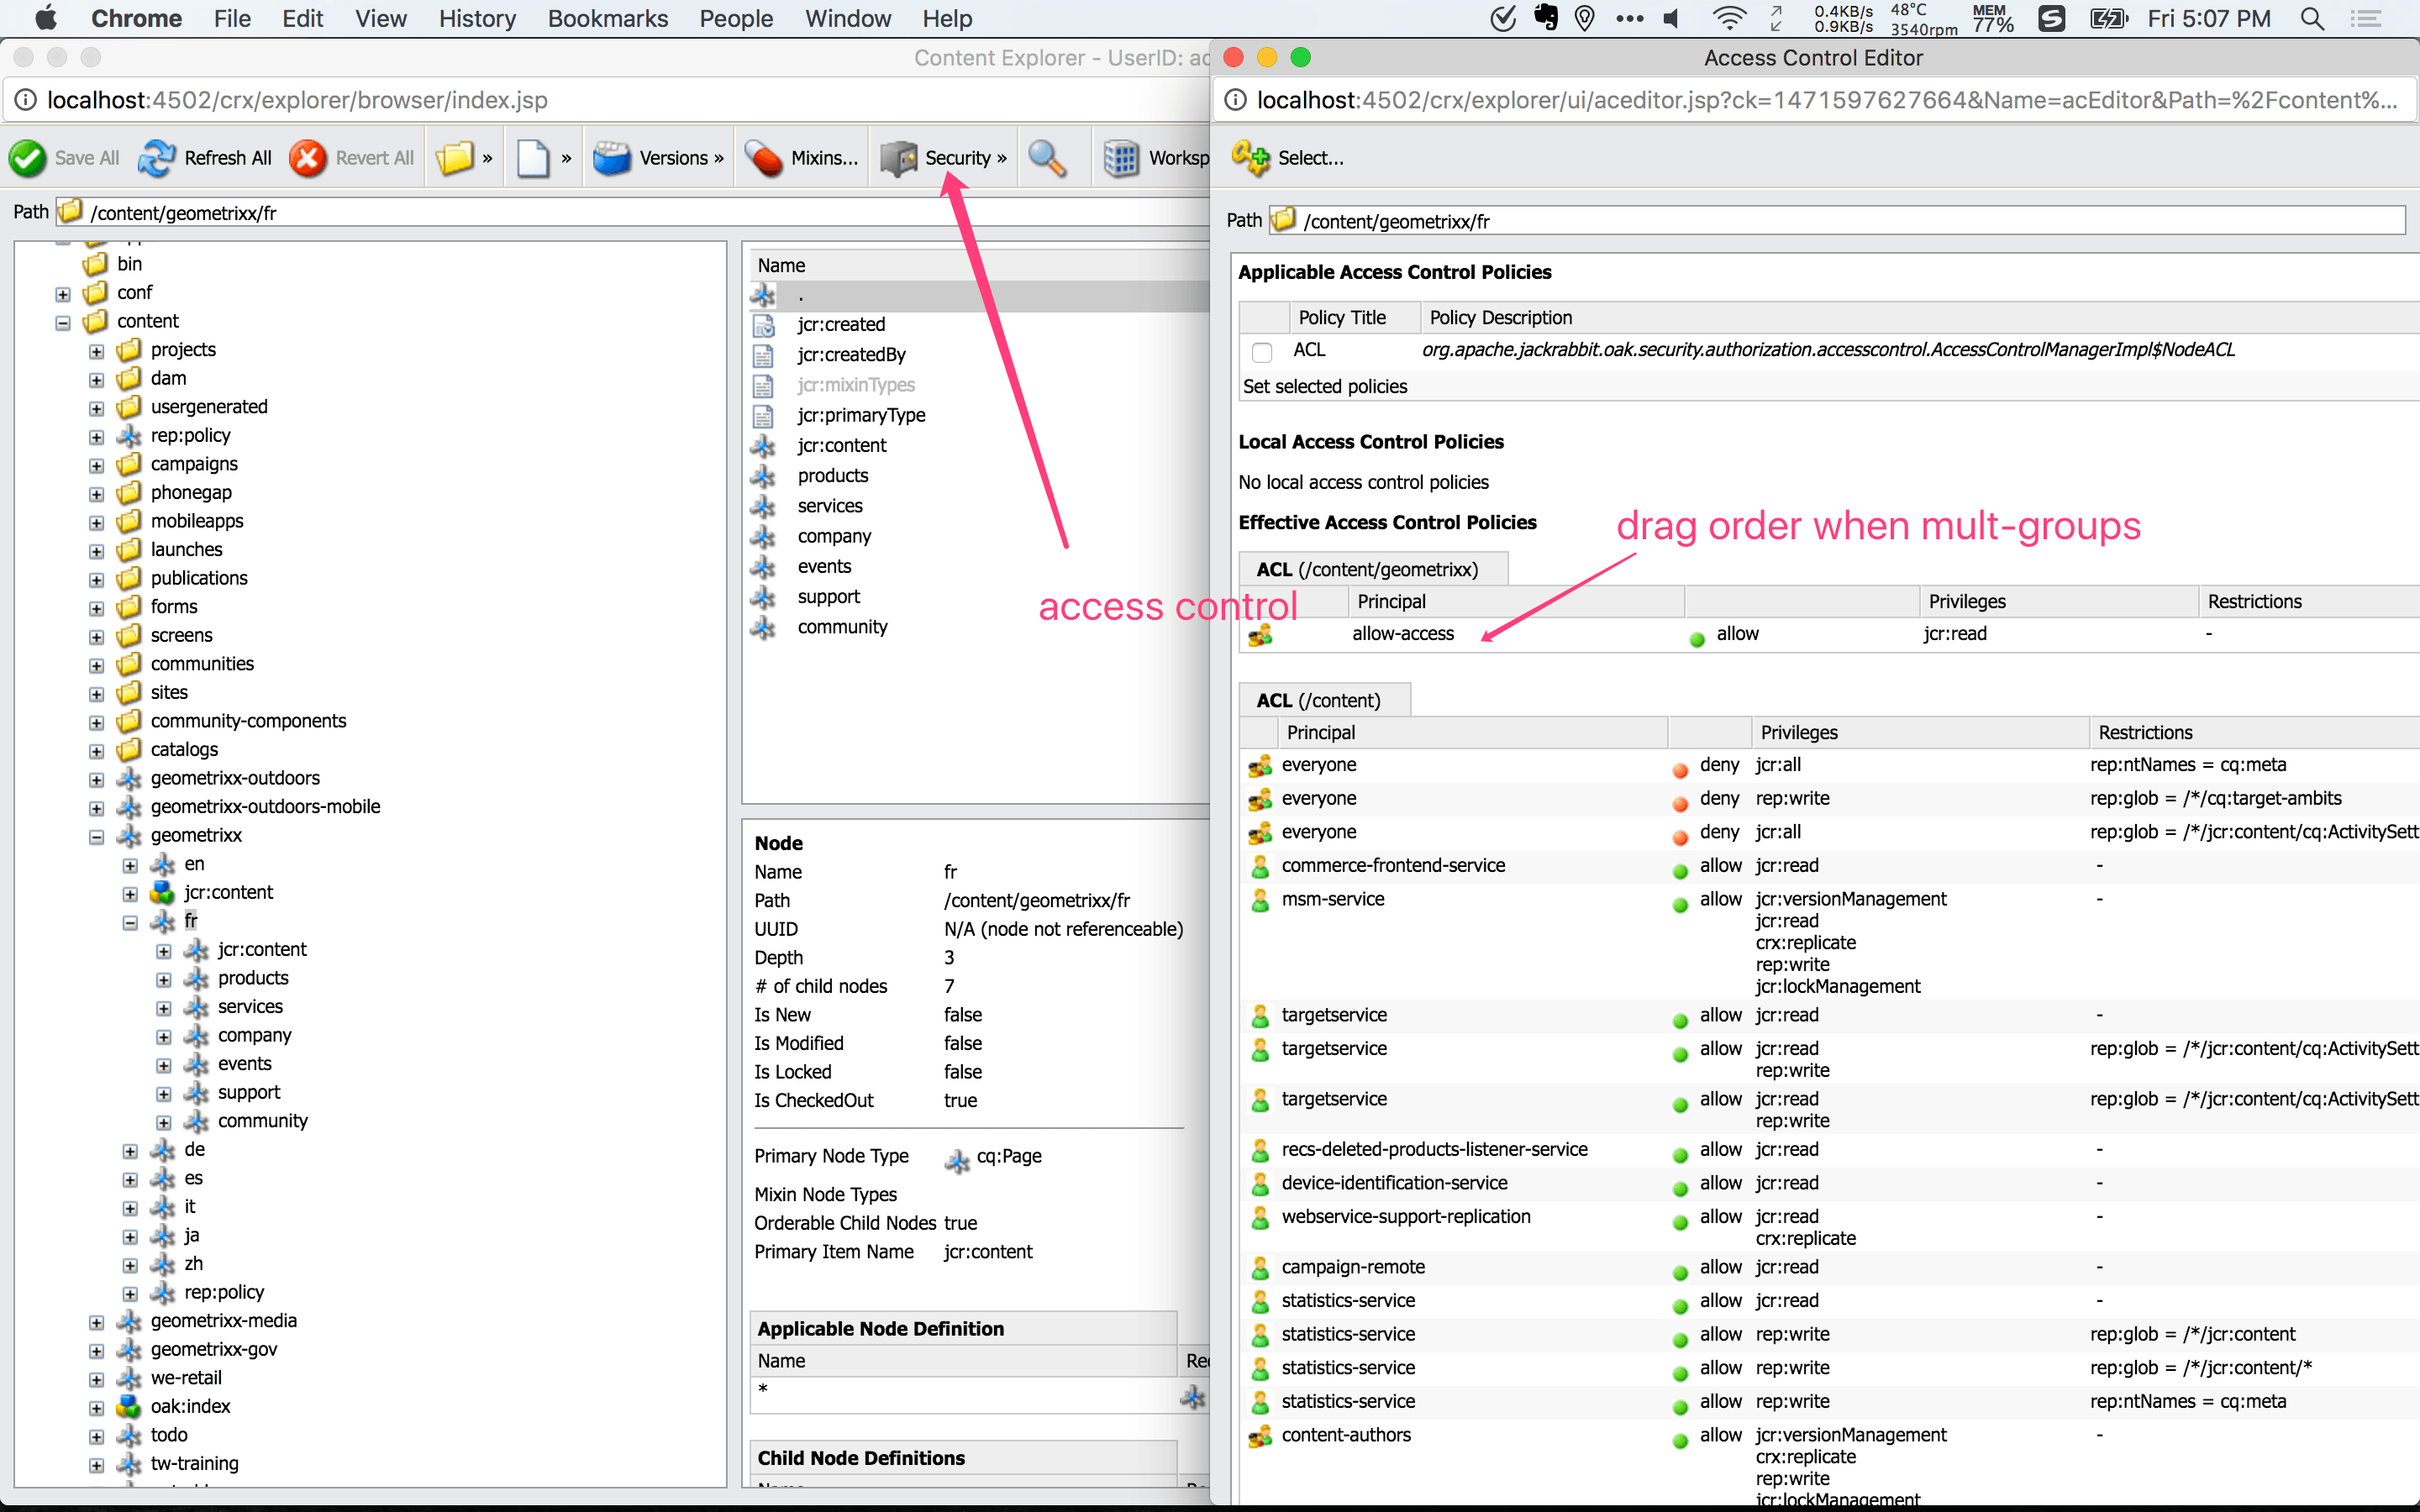 Chrome File Edit View History Bookmarks People Window Help 0.4KB/s 0.9KB/s 48°C 3540rpm MEM 77% Fri 5:07 PM
Content Explorer - UserID: ac
localhost:4502/crx/explorer/browser/index.jsp
Save All Refresh All Revert All » » Versions » Mixins... Security » Worksp
Path /content/geometrixx/fr
bin
conf
content
projects
dam
usergenerated
rep:policy
campaigns
phonegap
mobileapps
launches
publications
forms
screens
communities
sites
community-components
catalogs
geometrixx-outdoors
geometrixx-outdoors-mobile
geometrixx
en
jcr:content
fr
jcr:content
products
services
company
events
support
community
de
es
it
ja
zh
rep:policy
geometrixx-media
geometrixx-gov
we-retail
oak:index
todo
tw-training
Name
.
jcr:created
jcr:createdBy
jcr:mixinTypes
jcr:primaryType
jcr:content
products
services
company
events
support
community
access control
Node
Name fr
Path /content/geometrixx/fr
UUID N/A (node not referenceable)
Depth 3
# of child nodes 7
Is New false
Is Modified false
Is Locked false
Is CheckedOut true
Primary Node Type cq:Page
Mixin Node Types
Orderable Child Nodes true
Primary Item Name jcr:content
Applicable Node Definition
Name Rec
*
Child Node Definitions
Access Control Editor
localhost:4502/crx/explorer/ui/aceditor.jsp?ck=1471597627664&Name=acEditor&Path=%2Fcontent%...
Select...
Path /content/geometrixx/fr
Applicable Access Control Policies
Policy Title Policy Description
ACL org.apache.jackrabbit.oak.security.authorization.accesscontrol.AccessControlManagerImpl$NodeACL
Set selected policies
Local Access Control Policies
No local access control policies
Effective Access Control Policies
drag order when mult-groups
ACL (/content/geometrixx)
Principal Privileges Restrictions
allow-access allow jcr:read -
ACL (/content)
Principal Privileges Restrictions
everyone deny jcr:all rep:ntNames = cq:meta
everyone deny rep:write rep:glob = /*/cq:target-ambits
everyone deny jcr:all rep:glob = /*/jcr:content/cq:ActivitySett
commerce-frontend-service allow jcr:read -
msm-service allow jcr:versionManagement -
jcr:read
crx:replicate
rep:write
jcr:lockManagement
targetservice allow jcr:read -
targetservice allow jcr:read rep:glob = /*/jcr:content/cq:ActivitySett
rep:write
targetservice allow jcr:read rep:glob = /*/jcr:content/cq:ActivitySett
rep:write
recs-deleted-products-listener-service allow jcr:read -
device-identification-service allow jcr:read -
webservice-support-replication allow jcr:read -
crx:replicate
campaign-remote allow jcr:read -
statistics-service allow jcr:read -
statistics-service allow rep:write rep:glob = /*/jcr:content
statistics-service allow rep:write rep:glob = /*/jcr:content/*
statistics-service allow rep:write rep:ntNames = cq:meta
content-authors allow jcr:versionManagement -
crx:replicate
rep:write
jcr:lockManagement